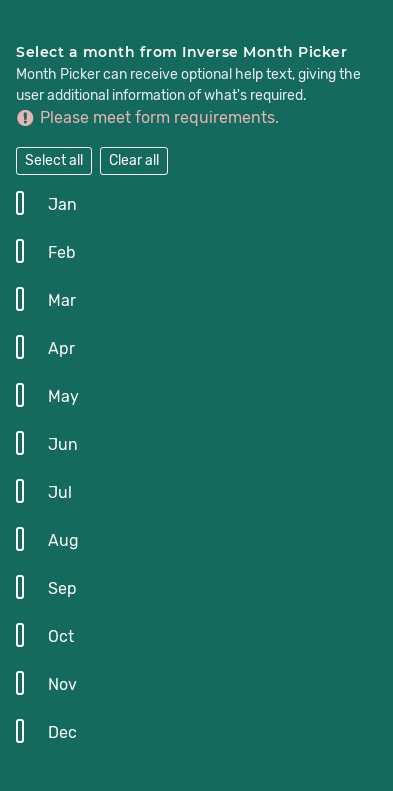 Select a month from Inverse Month Picker
Month Picker can receive optional help text, giving the
user additional information of what's required.
Please meet form requirements.
Select all Clear all
Jan
Feb
Mar
Apr
May
Jun
Jul
Aug
Sep
Oct
Nov
Dec